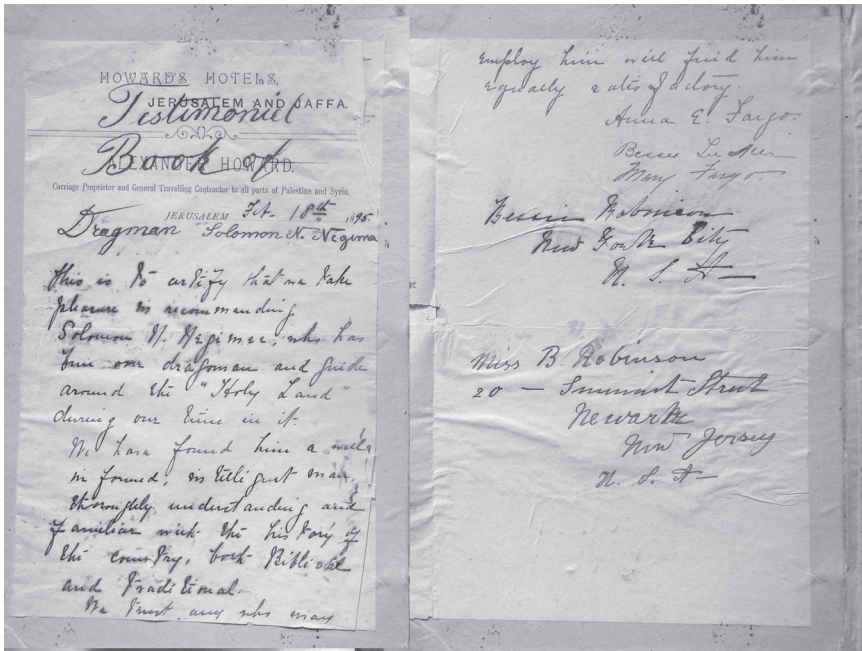 HOWARD'S HOTELS,
JERUSALEM AND JAFFA.
Testimoniel
Book of
ALEXANDER HOWARD.
Carriage Proprietor and General Travelling Contractor to all parts of Palestine and Syria.
JERUSALEM Feb. 18th 1895.
Dragman Solomon N. Negima
This is to certify that we take
pleasure in recommending
Solomon N. Negima, who has
been our dragoman and guide
around the "Holy Land"
during our time in it.
We have found him a well
informed, intelligent man,
thoroughly understanding and
familiar with the history of
the country, both Biblical
and traditional.
We trust any who may
employ him will find him
equally satisfactory.
Anna E. Fargo.
Bessie
Mary Fargo
Bessie Robinson
New York City
U. S. A
Miss B. Robinson
20 — Summit Street
Newark
New Jersey
U. S. A